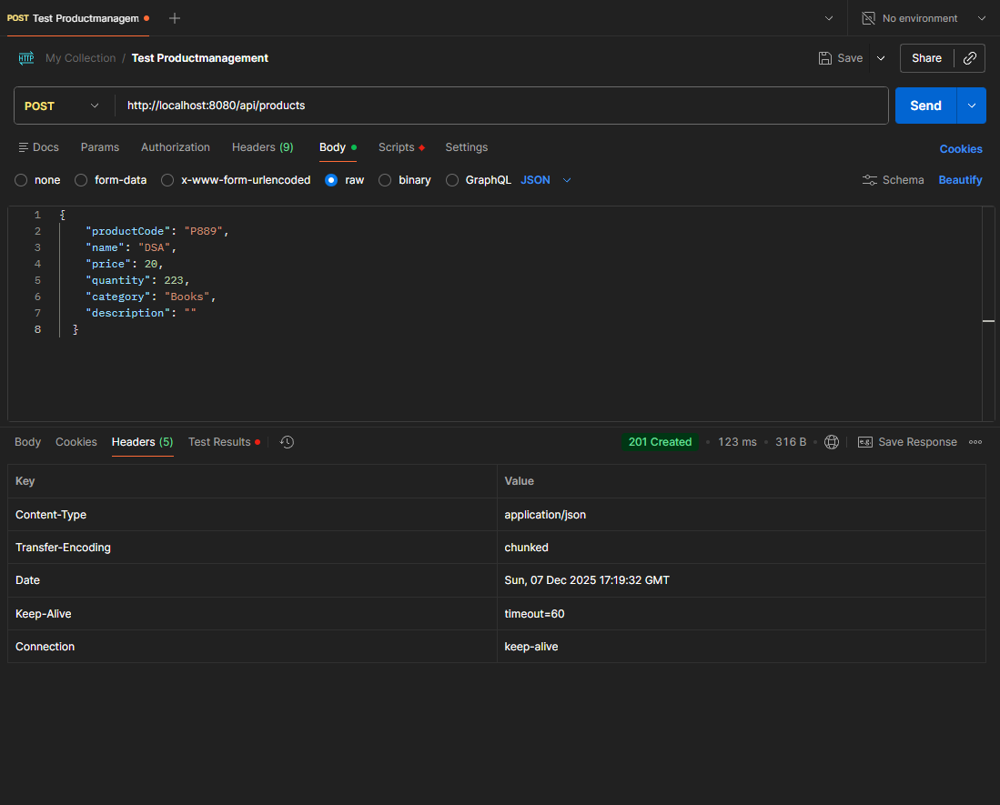 POST Test Productmanagem
No environment
HTTP My Collection / Test Productmanagement
Save
Share
POST
http://localhost:8080/api/products
Send
Docs Params Authorization Headers (9) Body Scripts Settings
Cookies
none form-data x-www-form-urlencoded raw binary GraphQL JSON
Schema Beautify
1 {
2 "productCode": "P889",
3 "name": "DSA",
4 "price": 20,
5 "quantity": 223,
6 "category": "Books",
7 "description": ""
8 }
Body Cookies Headers (5) Test Results
201 Created • 123 ms • 316 B •
e.g. Save Response
Key Value
Content-Type application/json
Transfer-Encoding chunked
Date Sun, 07 Dec 2025 17:19:32 GMT
Keep-Alive timeout=60
Connection keep-alive